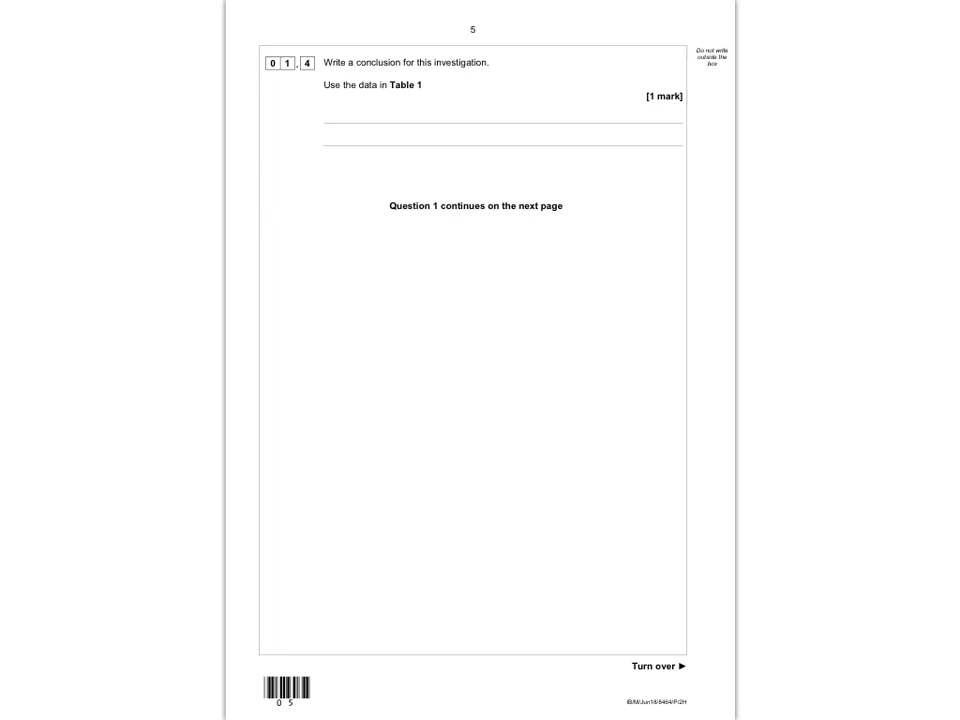 5
Do not write
outside the
box
0 1 . 4 Write a conclusion for this investigation.
Use the data in Table 1
[1 mark]
Question 1 continues on the next page
Turn over ►
0 5
IB/M/Jun18/8464/P/2H